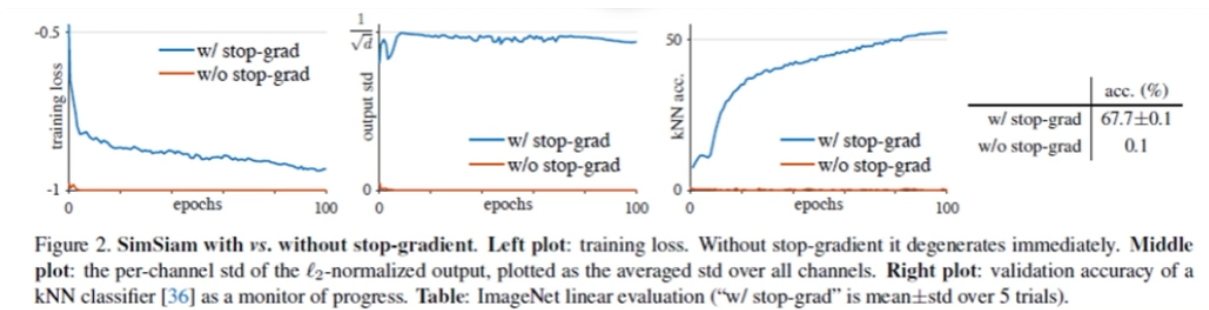 -0.5
w/ stop-grad
w/o stop-grad
training loss
-1
0
epochs
100
1
√d
output std
w/ stop-grad
w/o stop-grad
0
0
epochs
100
50
kNN acc.
w/ stop-grad
w/o stop-grad
0
0
epochs
100
acc. (%)
w/ stop-grad 67.7±0.1
w/o stop-grad 0.1
Figure 2. SimSiam with vs. without stop-gradient. Left plot: training loss. Without stop-gradient it degenerates immediately. Middle
plot: the per-channel std of the ℓ2-normalized output, plotted as the averaged std over all channels. Right plot: validation accuracy of a
kNN classifier [36] as a monitor of progress. Table: ImageNet linear evaluation (“w/ stop-grad” is mean±std over 5 trials).